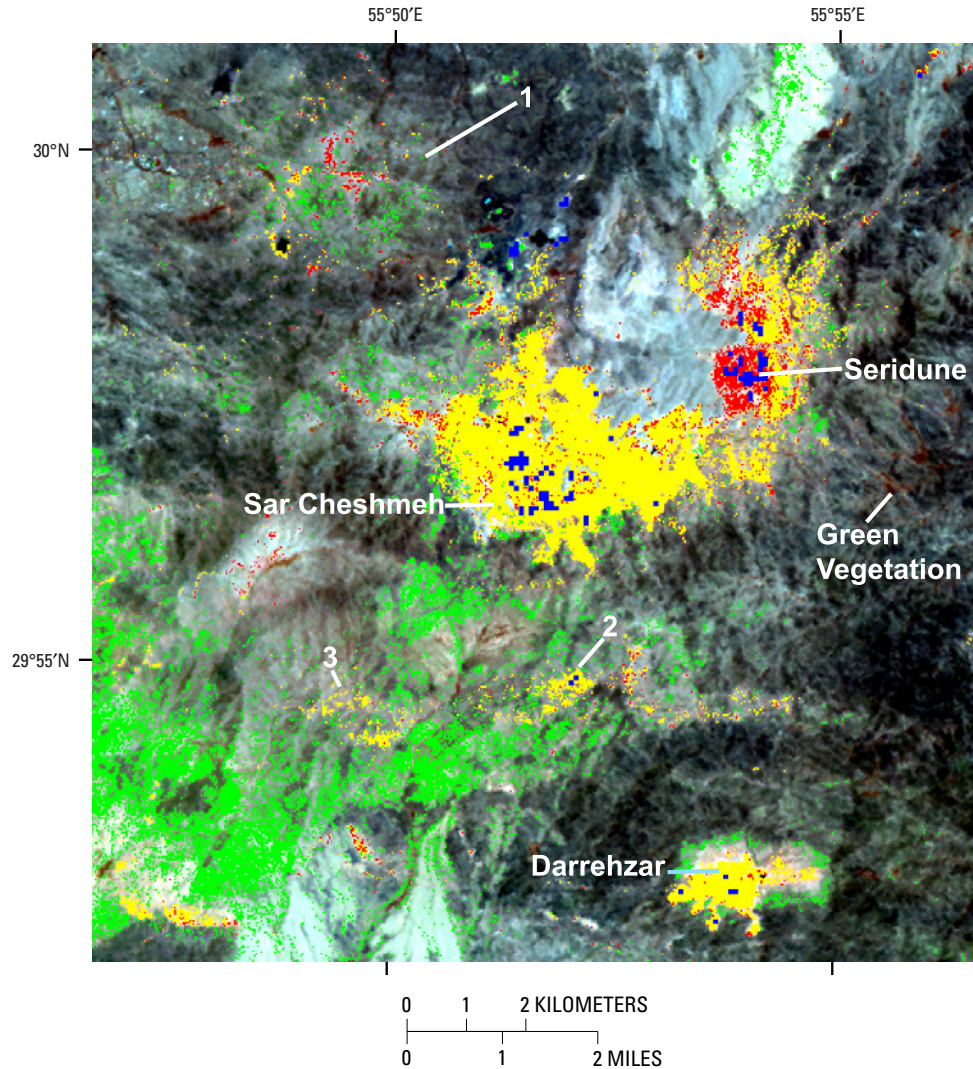 55°50′E
55°55′E
1
30°N
Seridune
Sar Cheshmeh
Green
Vegetation
2
3
29°55′N
Darrehzar
0 1 2 KILOMETERS
0 1 2 MILES